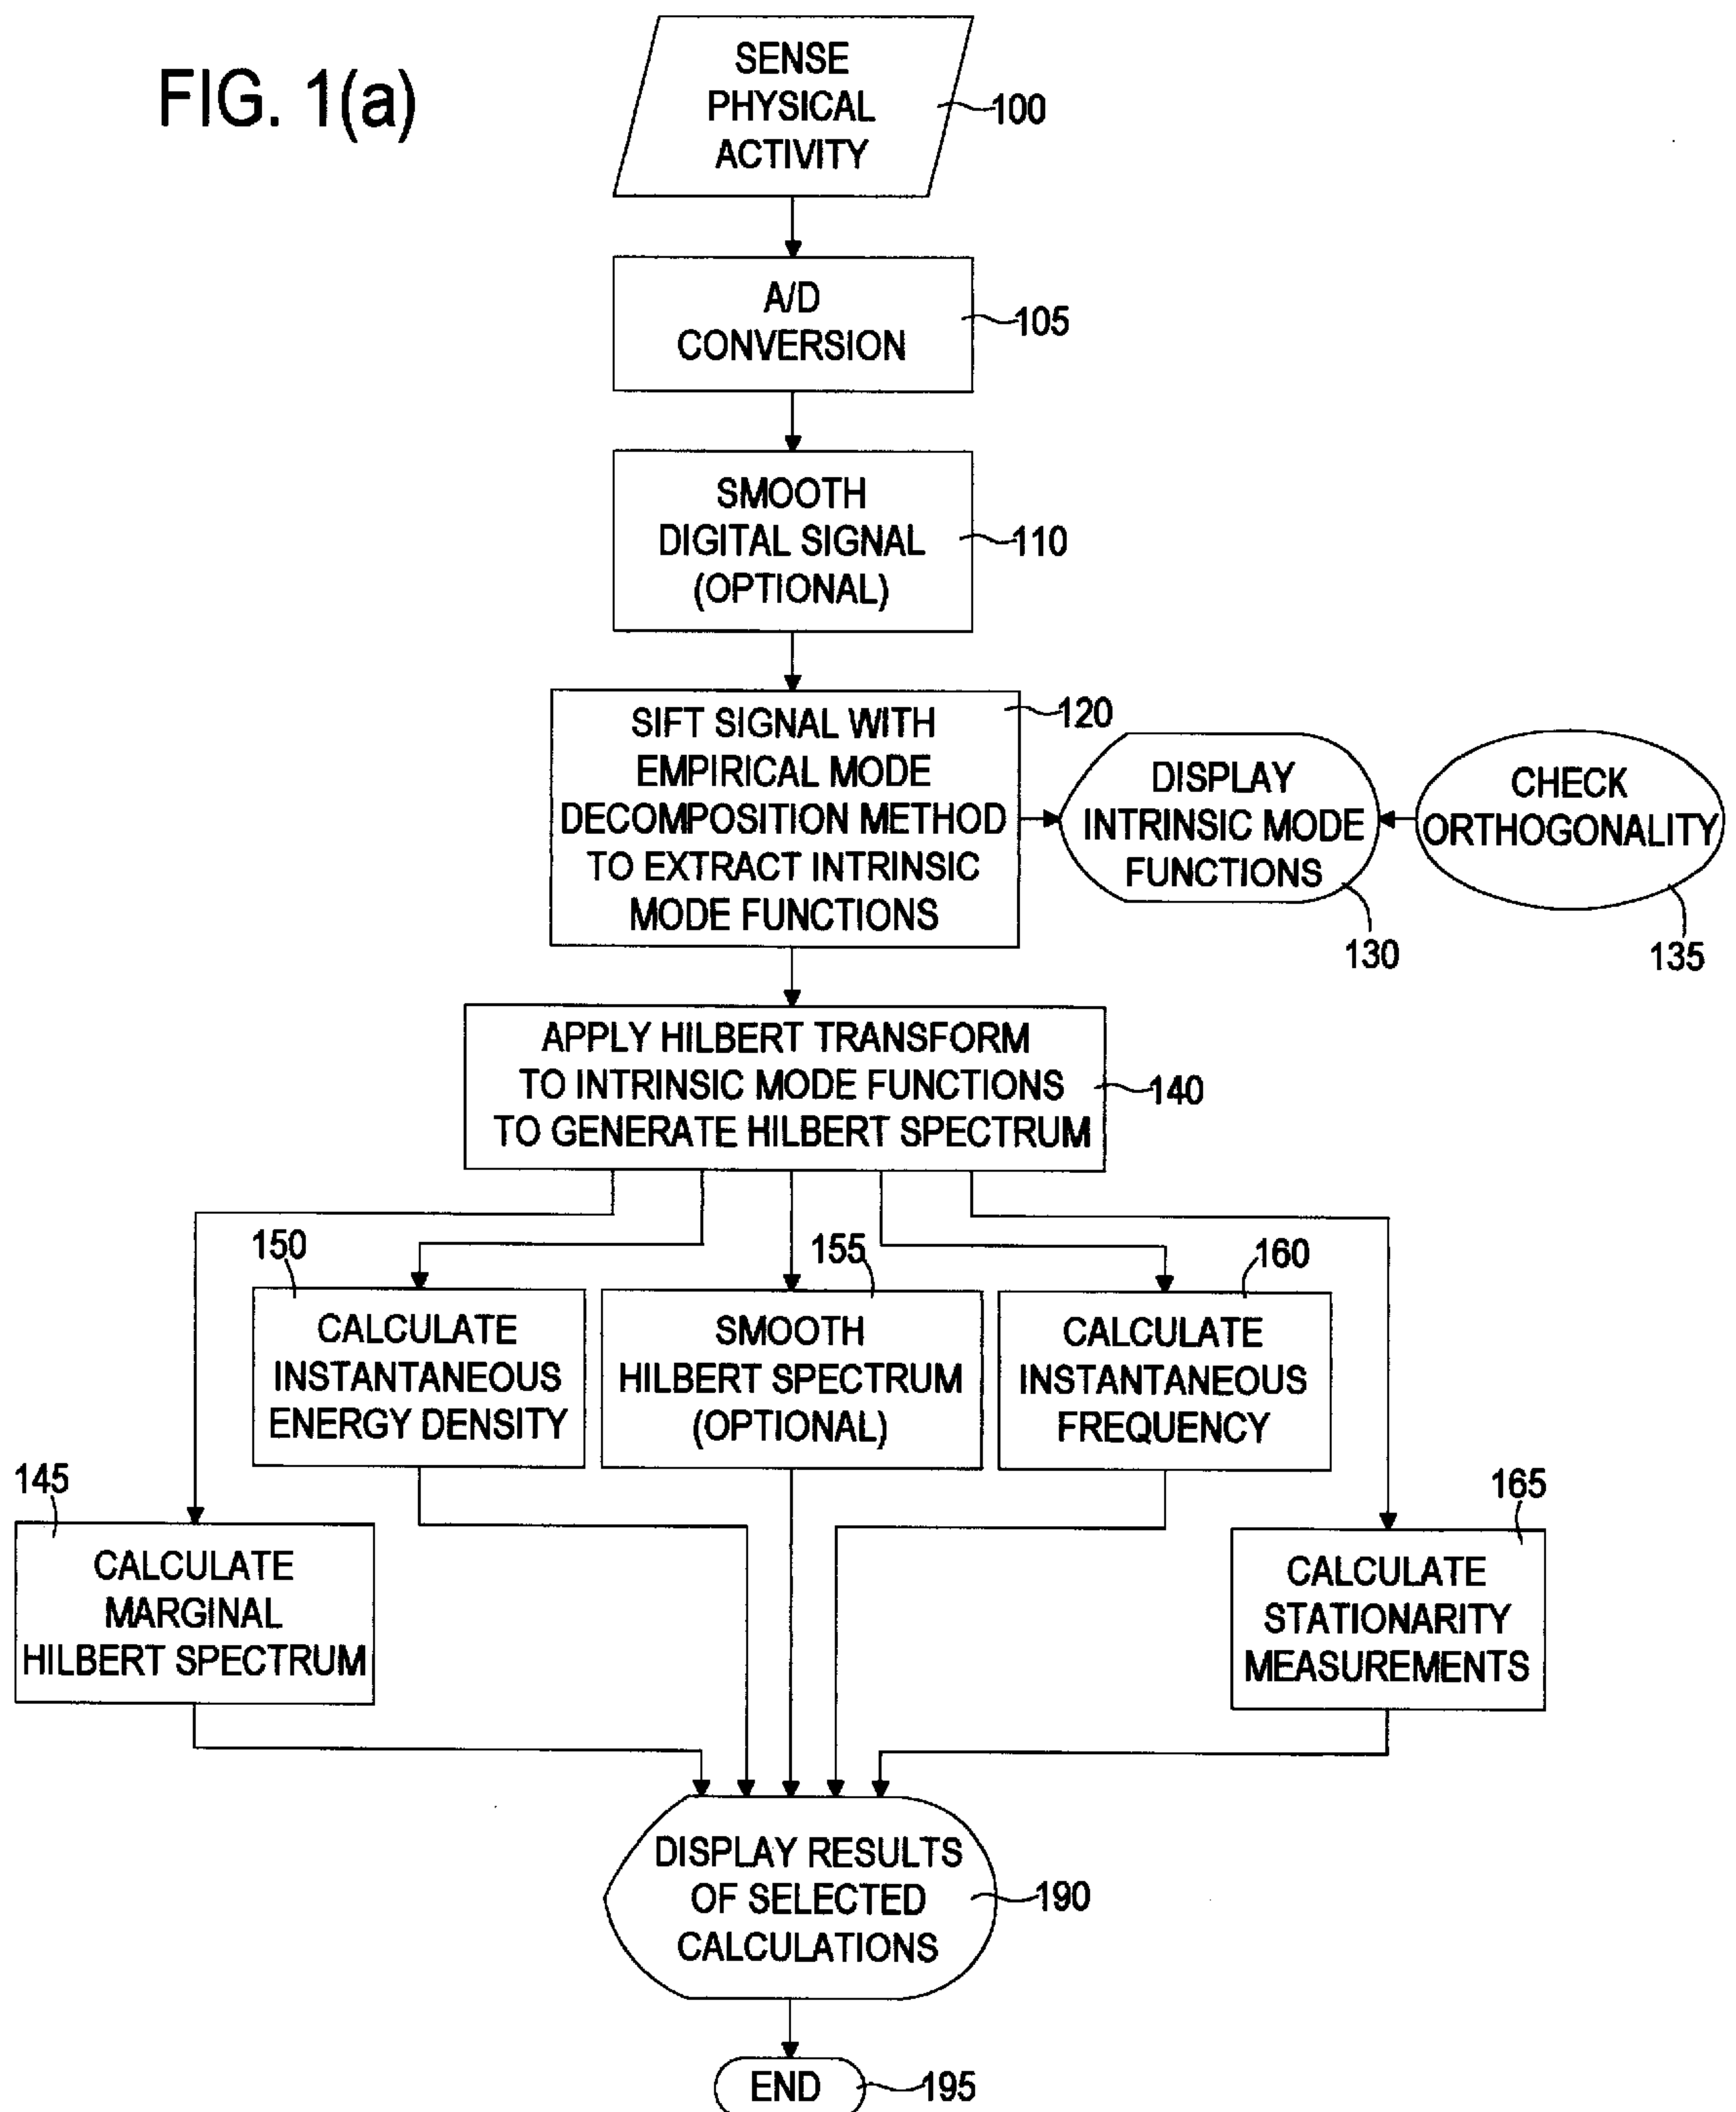 FIG. 1(a)
SENSE
PHYSICAL
ACTIVITY
100
A/D
CONVERSION
105
SMOOTH
DIGITAL SIGNAL
(OPTIONAL)
110
SIFT SIGNAL WITH
EMPIRICAL MODE
DECOMPOSITION METHOD
TO EXTRACT INTRINSIC
MODE FUNCTIONS
120
DISPLAY
INTRINSIC MODE
FUNCTIONS
130
CHECK
ORTHOGONALITY
135
APPLY HILBERT TRANSFORM
TO INTRINSIC MODE FUNCTIONS
TO GENERATE HILBERT SPECTRUM
140
150
CALCULATE
INSTANTANEOUS
ENERGY DENSITY
155
SMOOTH
HILBERT SPECTRUM
(OPTIONAL)
160
CALCULATE
INSTANTANEOUS
FREQUENCY
145
CALCULATE
MARGINAL
HILBERT SPECTRUM
165
CALCULATE
STATIONARITY
MEASUREMENTS
DISPLAY RESULTS
OF SELECTED
CALCULATIONS
190
END
195